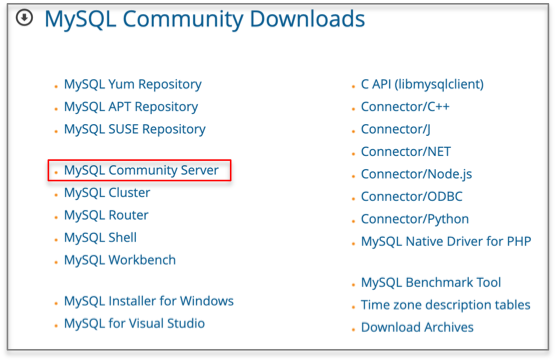 MySQL Community Downloads
MySQL Yum Repository
MySQL APT Repository
MySQL SUSE Repository
MySQL Community Server
MySQL Cluster
MySQL Router
MySQL Shell
MySQL Workbench
MySQL Installer for Windows
MySQL for Visual Studio
C API (libmysqlclient)
Connector/C++
Connector/J
Connector/NET
Connector/Node.js
Connector/ODBC
Connector/Python
MySQL Native Driver for PHP
MySQL Benchmark Tool
Time zone description tables
Download Archives